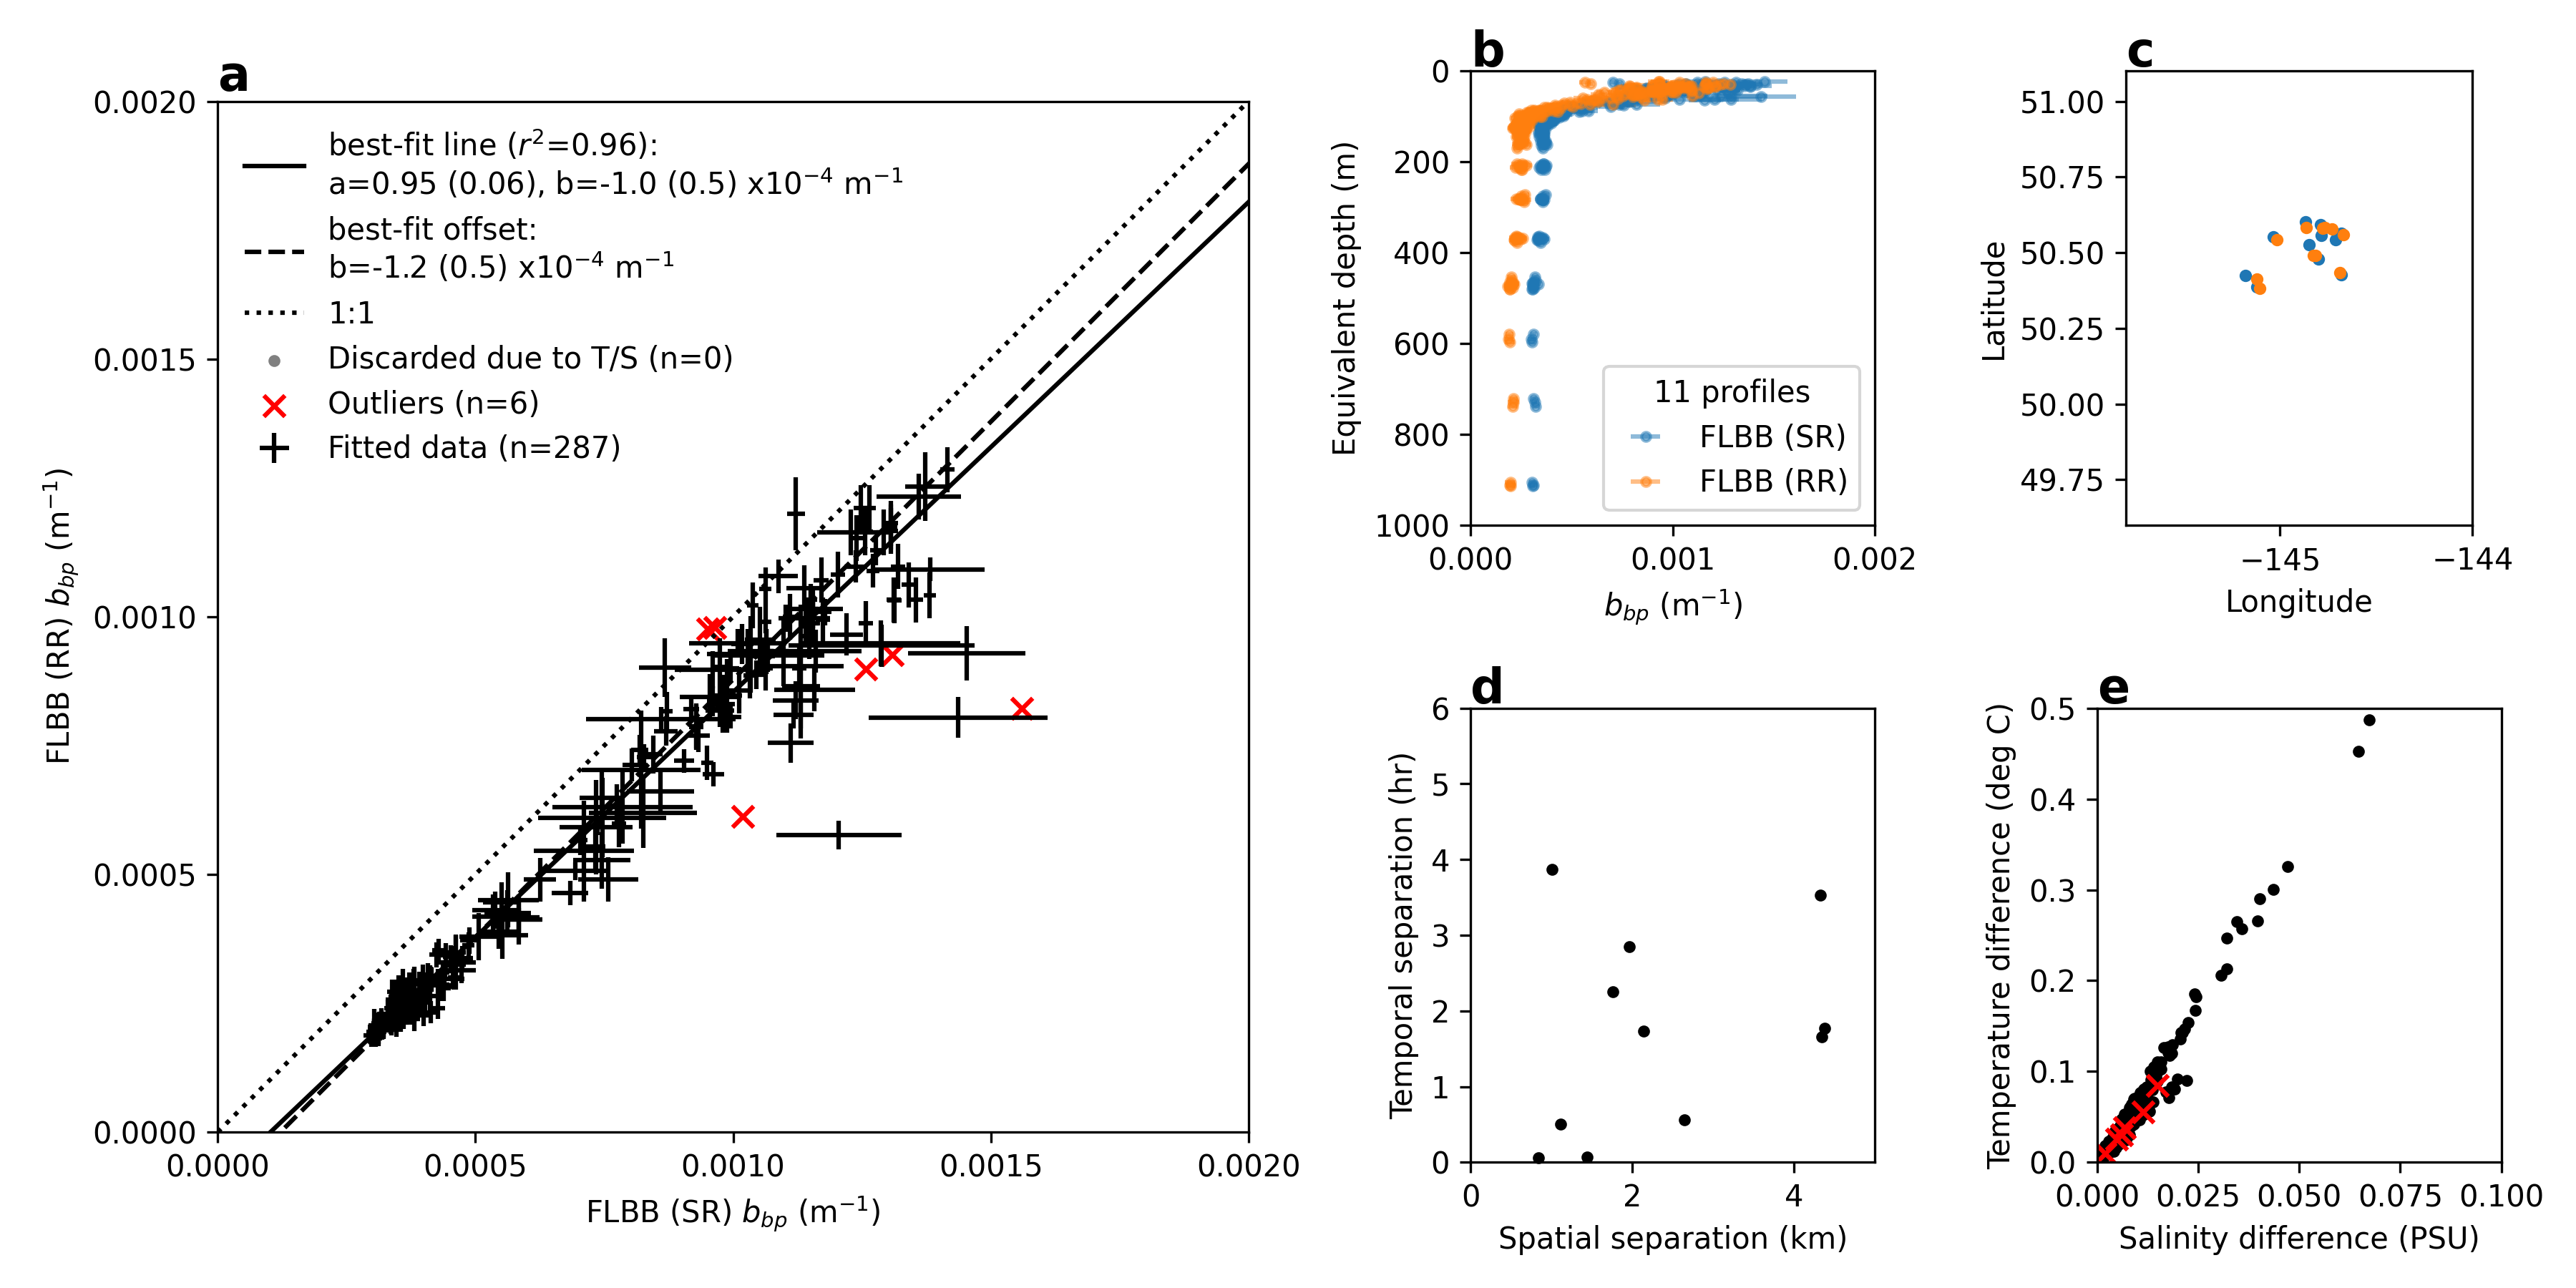 a
0.0020
0.0015
0.0010
0.0005
0.0000
FLBB (RR) b_bp (m⁻¹)
best-fit line (r²=0.96):
a=0.95 (0.06), b=-1.0 (0.5) x10⁻⁴ m⁻¹
best-fit offset:
b=-1.2 (0.5) x10⁻⁴ m⁻¹
1:1
Discarded due to T/S (n=0)
Outliers (n=6)
Fitted data (n=287)
0.0000 0.0005 0.0010 0.0015 0.0020
FLBB (SR) b_bp (m⁻¹)
b
0
200
400
600
800
1000
Equivalent depth (m)
11 profiles
FLBB (SR)
FLBB (RR)
0.000 0.001 0.002
b_bp (m⁻¹)
c
51.00
50.75
50.50
50.25
50.00
49.75
Latitude
−145 −144
Longitude
d
6
5
4
3
2
1
0
Temporal separation (hr)
0 2 4
Spatial separation (km)
e
0.5
0.4
0.3
0.2
0.1
0.0
Temperature difference (deg C)
0.000 0.025 0.050 0.075 0.100
Salinity difference (PSU)